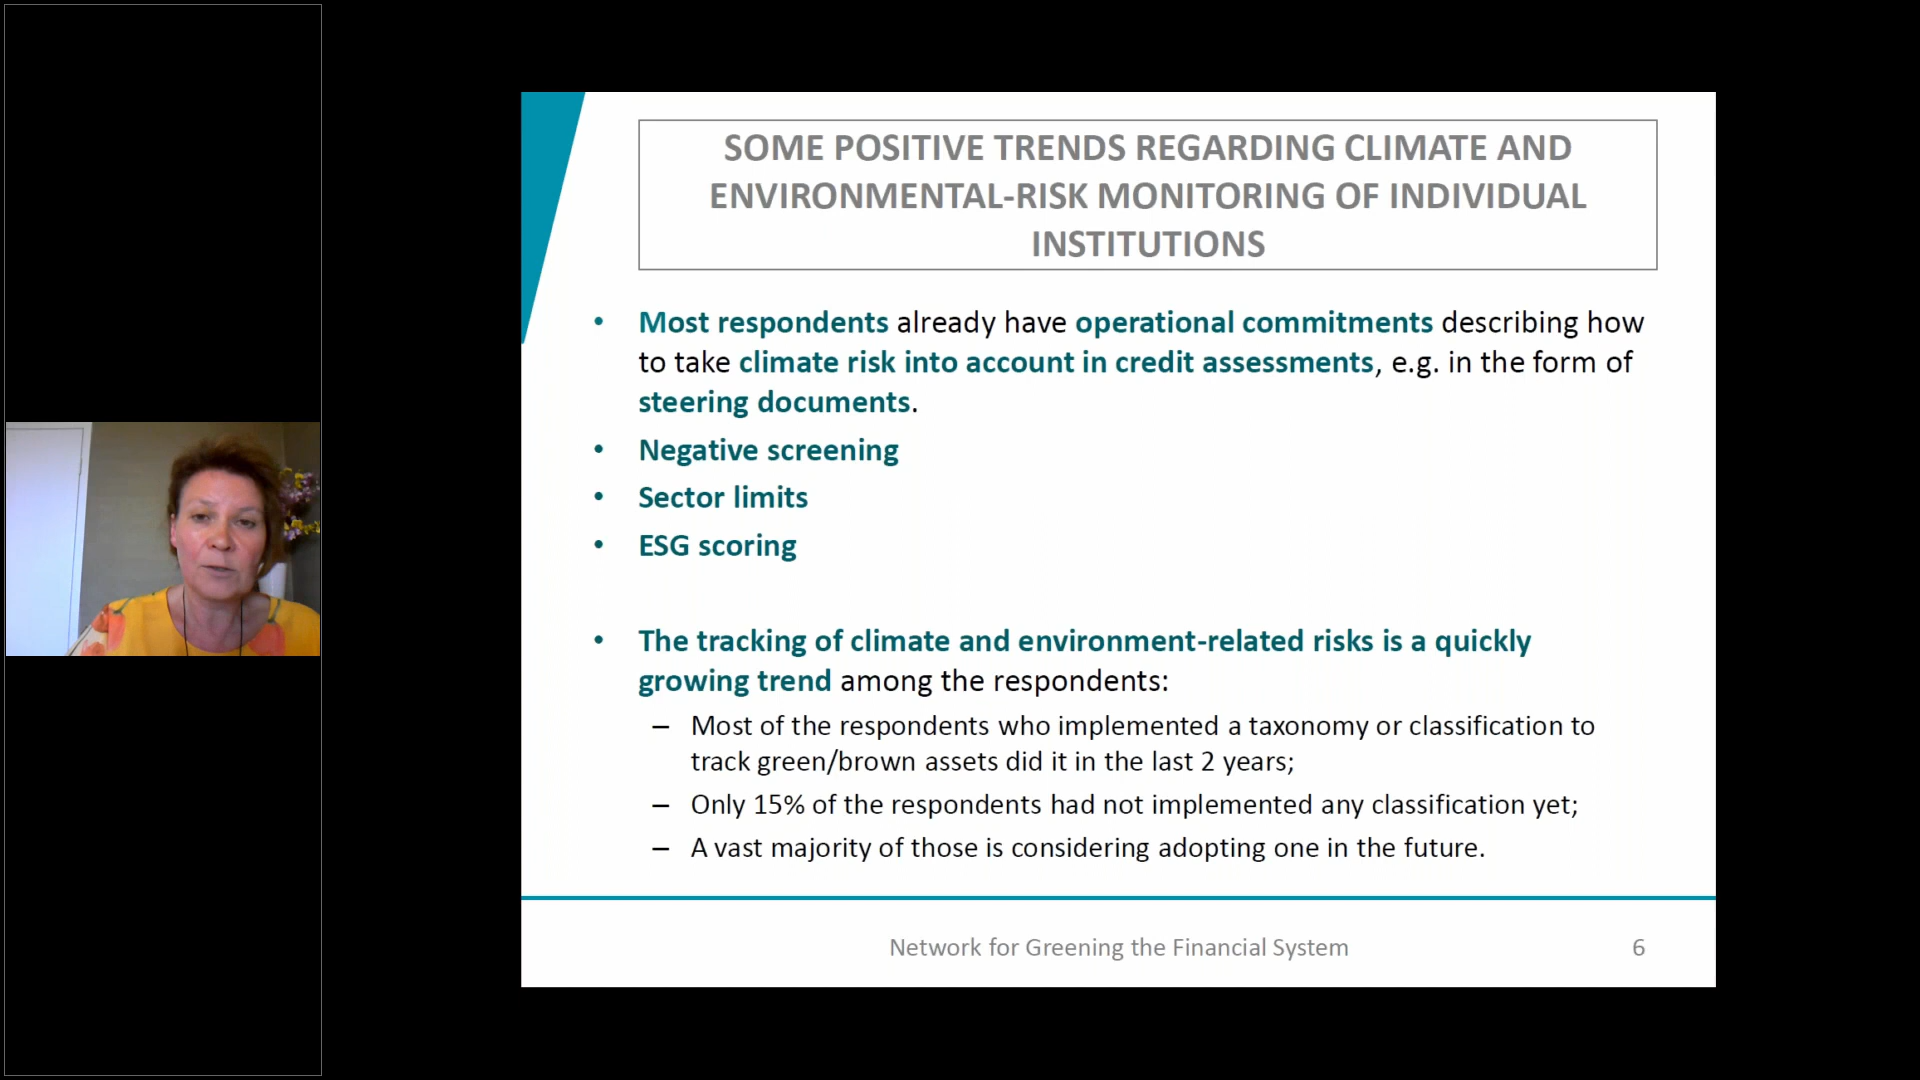 SOME POSITIVE TRENDS REGARDING CLIMATE AND
ENVIRONMENTAL-RISK MONITORING OF INDIVIDUAL
INSTITUTIONS
• Most respondents already have operational commitments describing how
to take climate risk into account in credit assessments, e.g. in the form of
steering documents.
• Negative screening
• Sector limits
• ESG scoring
• The tracking of climate and environment-related risks is a quickly
growing trend among the respondents:
– Most of the respondents who implemented a taxonomy or classification to
track green/brown assets did it in the last 2 years;
– Only 15% of the respondents had not implemented any classification yet;
– A vast majority of those is considering adopting one in the future.
Network for Greening the Financial System 6